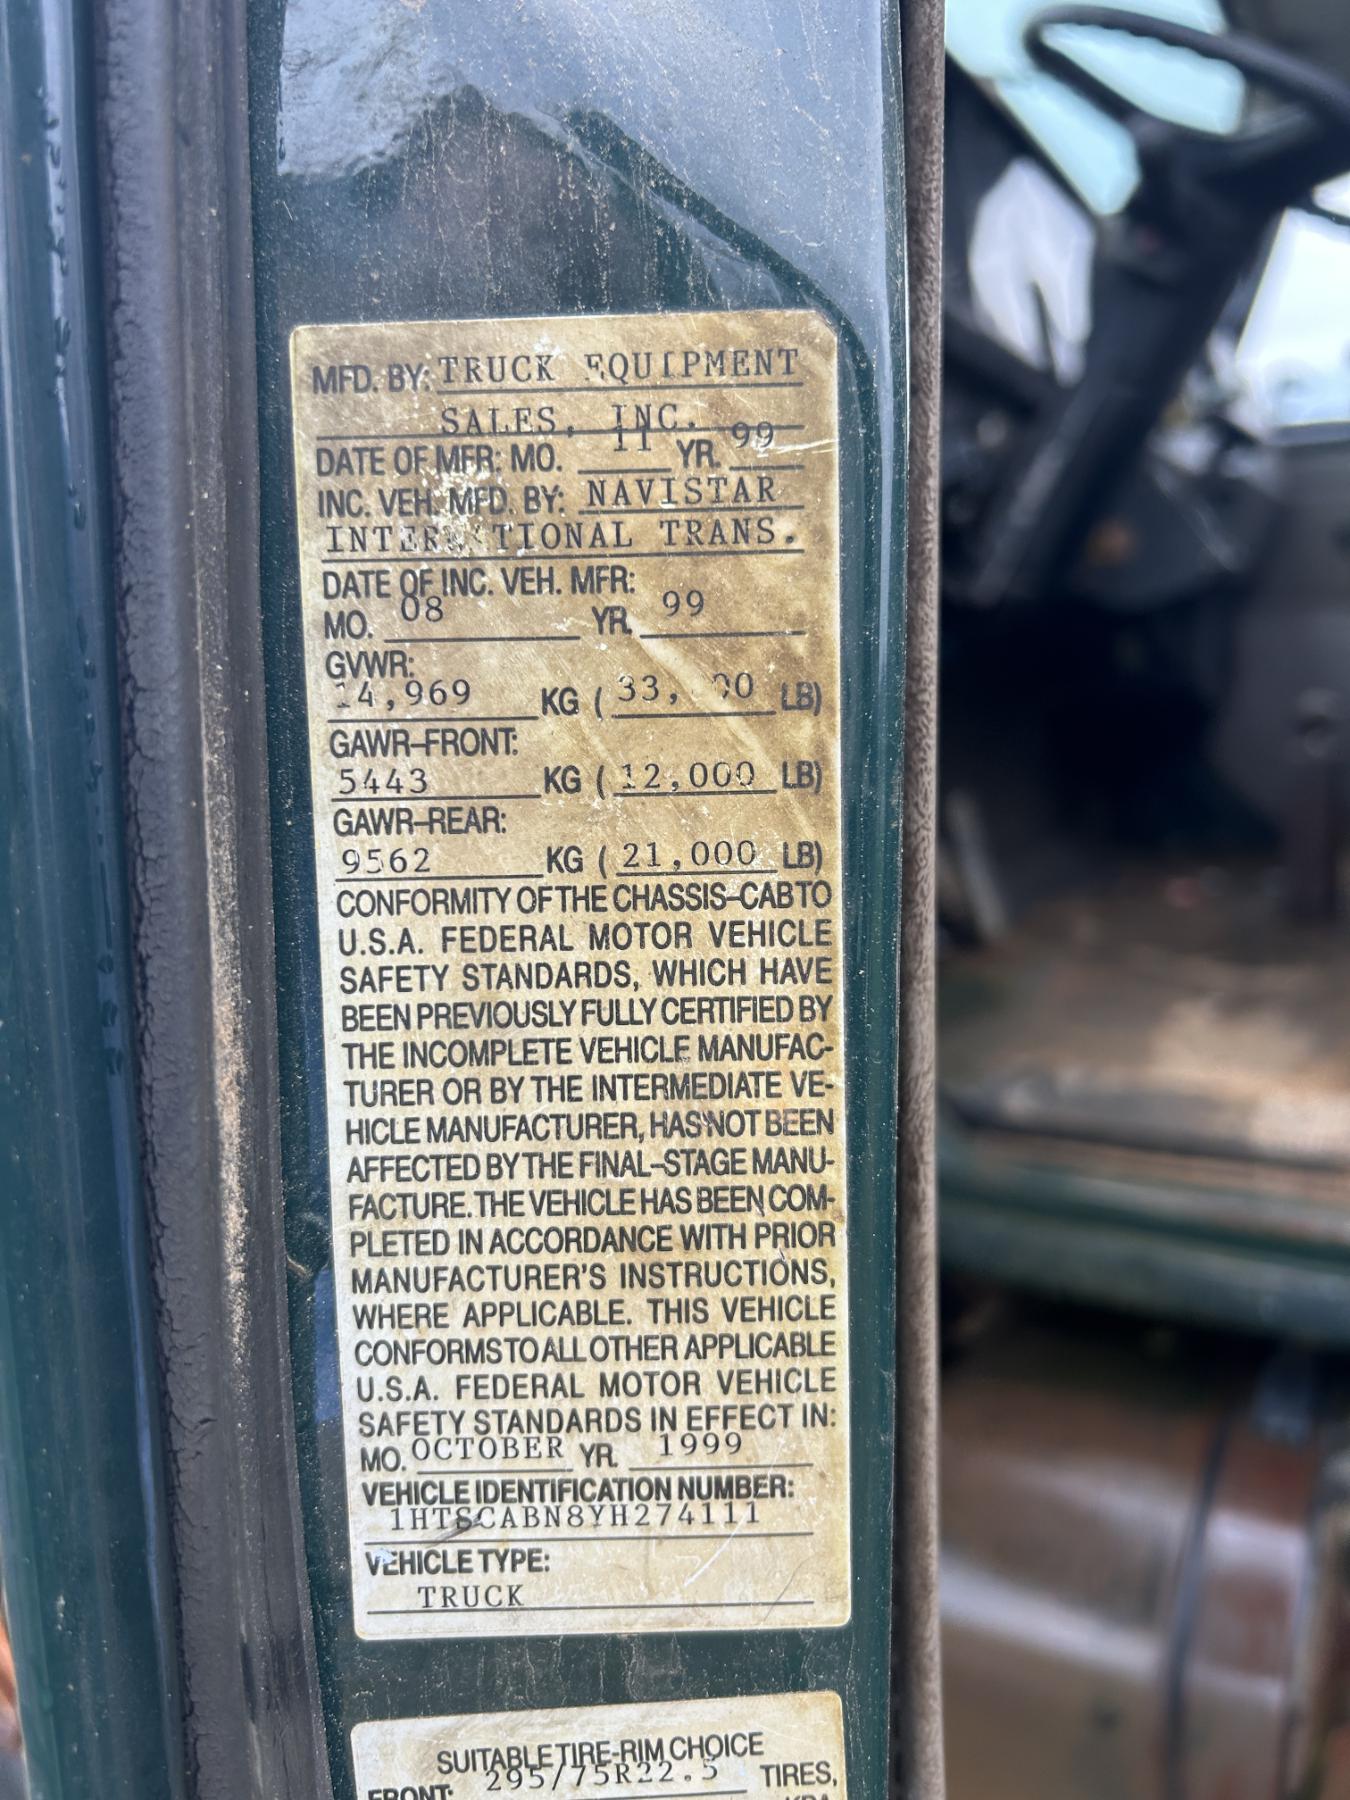 MFD. BY: TRUCK EQUIPMENT
SALES, INC.
DATE OF MFR: MO. 11 YR. 99
INC. VEH. MFD. BY: NAVISTAR
INTERNATIONAL TRANS.
DATE OF INC. VEH. MFR:
MO. 08 YR. 99
GVWR:
14,969 KG (33, 00 LB)
GAWR-FRONT:
5443 KG (12,000 LB)
GAWR-REAR:
9562 KG (21,000 LB)
CONFORMITY OF THE CHASSIS-CAB TO
U.S.A. FEDERAL MOTOR VEHICLE
SAFETY STANDARDS, WHICH HAVE
BEEN PREVIOUSLY FULLY CERTIFIED BY
THE INCOMPLETE VEHICLE MANUFAC-
TURER OR BY THE INTERMEDIATE VE-
HICLE MANUFACTURER, HAS NOT BEEN
AFFECTED BY THE FINAL-STAGE MANU-
FACTURE. THE VEHICLE HAS BEEN COM-
PLETED IN ACCORDANCE WITH PRIOR
MANUFACTURER'S INSTRUCTIONS,
WHERE APPLICABLE. THIS VEHICLE
CONFORMS TO ALL OTHER APPLICABLE
U.S.A. FEDERAL MOTOR VEHICLE
SAFETY STANDARDS IN EFFECT IN:
MO. OCTOBER YR. 1999
VEHICLE IDENTIFICATION NUMBER:
1HTSCABN8YH274111
VEHICLE TYPE:
TRUCK
SUITABLE TIRE-RIM CHOICE
FRONT: 295/75R22.5 TIRES,